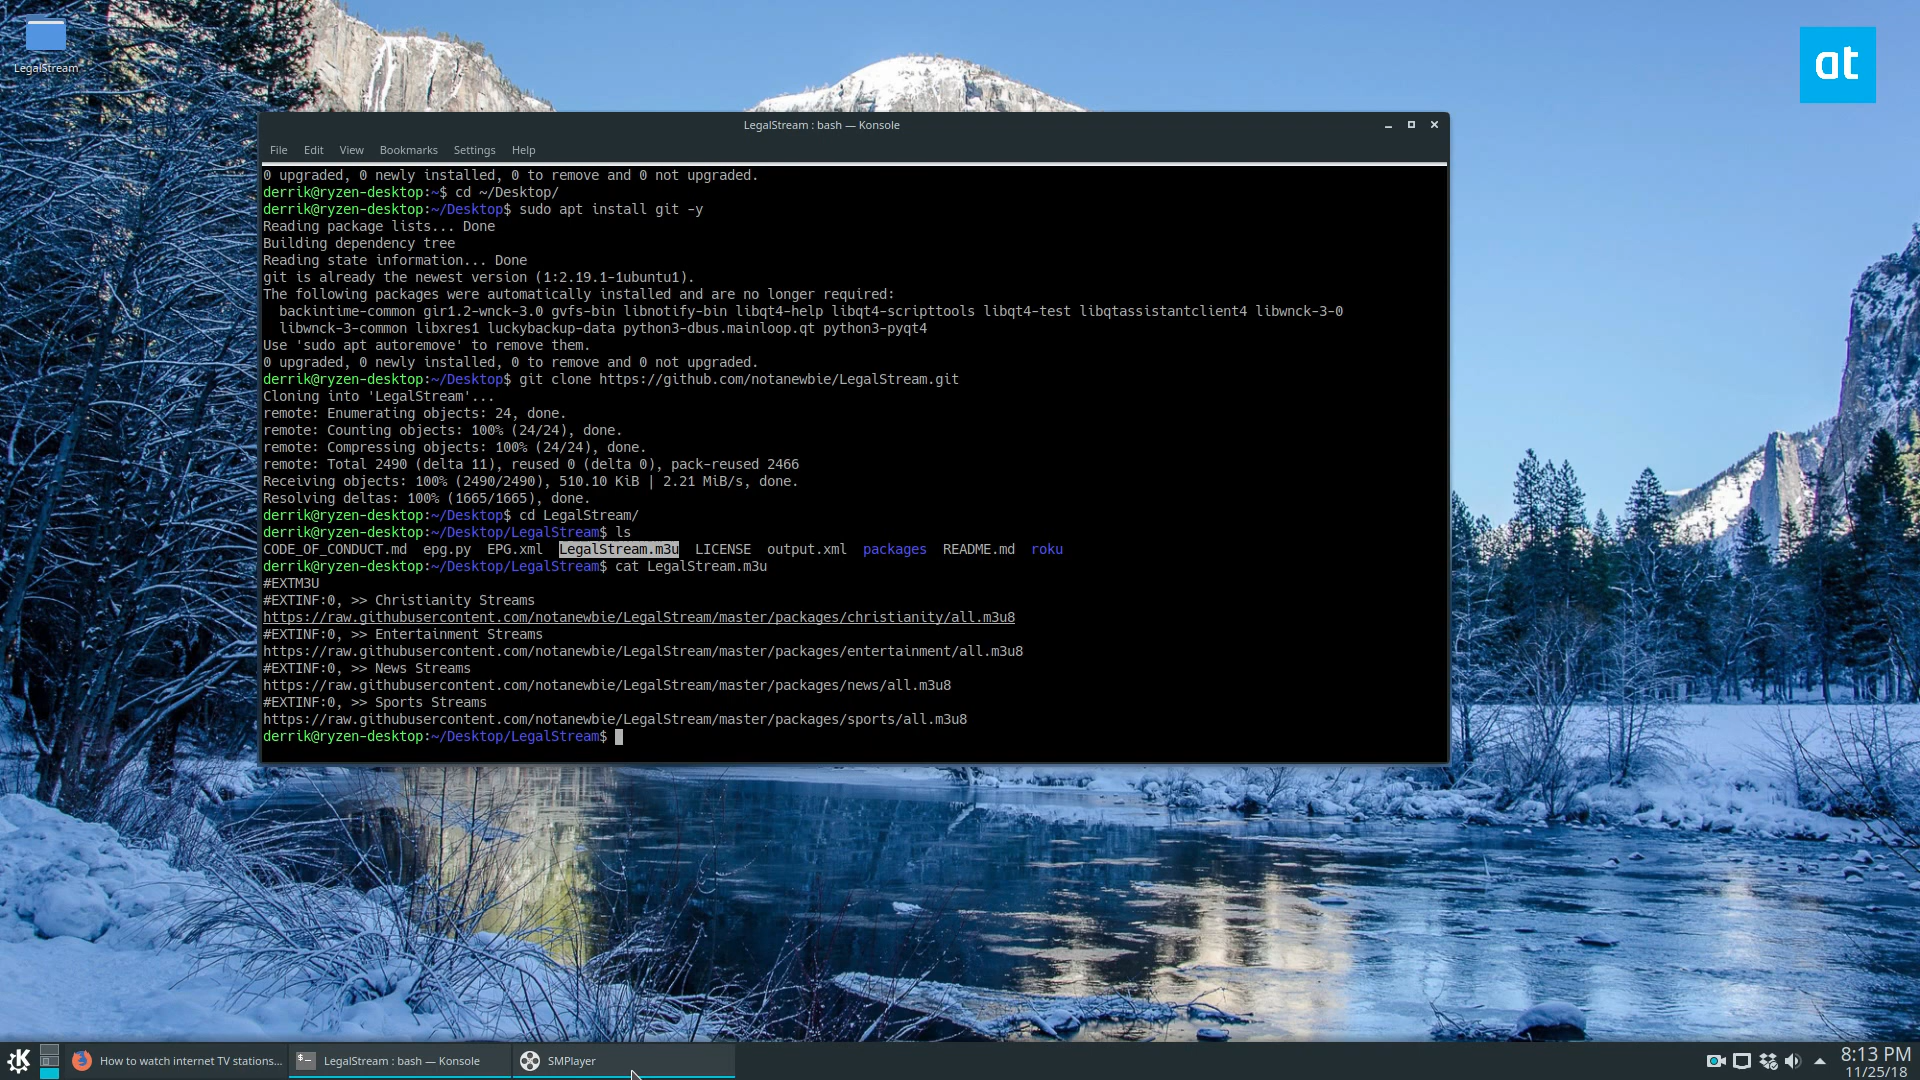 LegalStream
at
LegalStream : bash — Konsole
File Edit View Bookmarks Settings Help
0 upgraded, 0 newly installed, 0 to remove and 0 not upgraded.
derrik@ryzen-desktop:~$ cd ~/Desktop/
derrik@ryzen-desktop:~/Desktop$ sudo apt install git -y
Reading package lists... Done
Building dependency tree
Reading state information... Done
git is already the newest version (1:2.19.1-1ubuntu1).
The following packages were automatically installed and are no longer required:
  backintime-common gir1.2-wnck-3.0 gvfs-bin libnotify-bin libqt4-help libqt4-scripttools libqt4-test libqtassistantclient4 libwnck-3-0
  libwnck-3-common libxres1 luckybackup-data python3-dbus.mainloop.qt python3-pyqt4
Use 'sudo apt autoremove' to remove them.
0 upgraded, 0 newly installed, 0 to remove and 0 not upgraded.
derrik@ryzen-desktop:~/Desktop$ git clone https://github.com/notanewbie/LegalStream.git
Cloning into 'LegalStream'...
remote: Enumerating objects: 24, done.
remote: Counting objects: 100% (24/24), done.
remote: Compressing objects: 100% (24/24), done.
remote: Total 2490 (delta 11), reused 0 (delta 0), pack-reused 2466
Receiving objects: 100% (2490/2490), 510.10 KiB | 2.21 MiB/s, done.
Resolving deltas: 100% (1665/1665), done.
derrik@ryzen-desktop:~/Desktop$ cd LegalStream/
derrik@ryzen-desktop:~/Desktop/LegalStream$ ls
CODE_OF_CONDUCT.md  epg.py  EPG.xml  LegalStream.m3u  LICENSE  output.xml  packages  README.md  roku
derrik@ryzen-desktop:~/Desktop/LegalStream$ cat LegalStream.m3u
#EXTM3U
#EXTINF:0, >> Christianity Streams
https://raw.githubusercontent.com/notanewbie/LegalStream/master/packages/christianity/all.m3u8
#EXTINF:0, >> Entertainment Streams
https://raw.githubusercontent.com/notanewbie/LegalStream/master/packages/entertainment/all.m3u8
#EXTINF:0, >> News Streams
https://raw.githubusercontent.com/notanewbie/LegalStream/master/packages/news/all.m3u8
#EXTINF:0, >> Sports Streams
https://raw.githubusercontent.com/notanewbie/LegalStream/master/packages/sports/all.m3u8
derrik@ryzen-desktop:~/Desktop/LegalStream$
How to watch internet TV stations... LegalStream : bash — Konsole SMPlayer 8:13 PM
11/25/18